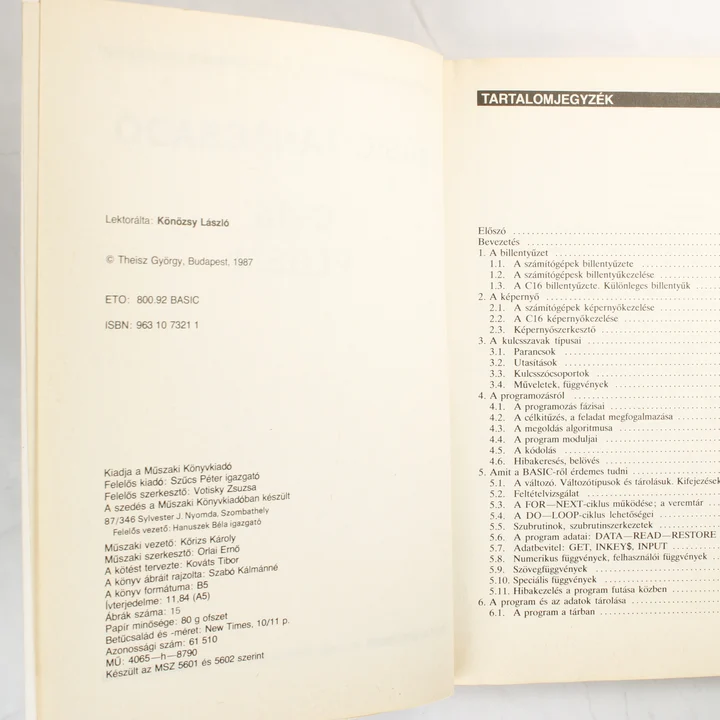 Lektorálta: Könözsy László
© Theisz György, Budapest, 1987
ETO: 800.92 BASIC
ISBN: 963 10 7321 1
Kiadja a Műszaki Könyvkiadó
Felelős kiadó: Szűcs Péter igazgató
Felelős szerkesztő: Votisky Zsuzsa
A szedés a Műszaki Könyvkiadóban készült
87/346 Sylvester J. Nyomda, Szombathely
Felelős vezető: Hanuszek Béla igazgató
Műszaki vezető: Kőrizs Károly
Műszaki szerkesztő: Orlai Ernő
A kötést tervezte: Kováts Tibor
A könyv ábráit rajzolta: Szabó Kálmánné
A könyv formátuma: B5
Ívterjedelme: 11,84 (A5)
Ábrák száma: 15
Papír minősége: 80 g ofszet
Betűcsalád és -méret: New Times, 10/11 p.
Azonossági szám: 61 510
MŰ: 4065—h—8790
Készült az MSZ 5601 és 5602 szerint
TARTALOMJEGYZÉK
Előszó
Bevezetés
1. A billentyűzet
1.1. A számítógépek billentyűzete
1.2. A számítógépesk billentyűkezelése
1.3. A C16 billentyűzete. Különleges billentyűk
2. A képernyő
2.1. A számítógépek képernyőkezelése
2.2. A C16 képernyőkezelése
2.3. Képernyőszerkesztő
3. A kulcsszavak típusai
3.1. Parancsok
3.2. Utasítások
3.3. Kulcsszócsoportok
3.4. Műveletek, függvények
4. A programozásról
4.1. A programozás fázisai
4.2. A célkitűzés, a feladat megfogalmazása
4.3. A megoldás algoritmusa
4.4. A program moduljai
4.5. A kódolás
4.6. Hibakeresés, belövés
5. Amit a BASIC-ről érdemes tudni
5.1. A változó. Változótípusok és tárolásuk. Kifejezések
5.2. Feltételvizsgálat
5.3. A FOR—NEXT-ciklus működése; a veremtár
5.4. A DO—LOOP-ciklus lehetőségei
5.5. Szubrutinok, szubrutinszerkezetek
5.6. A program adatai: DATA—READ—RESTORE
5.7. Adatbevitel: GET, INKEY$, INPUT
5.8. Numerikus függvények, felhasználói függvények
5.9. Szövegfüggvények
5.10. Speciális függvények
5.11. Hibakezelés a program futása közben
6. A program és az adatok tárolása
6.1. A program a tárban